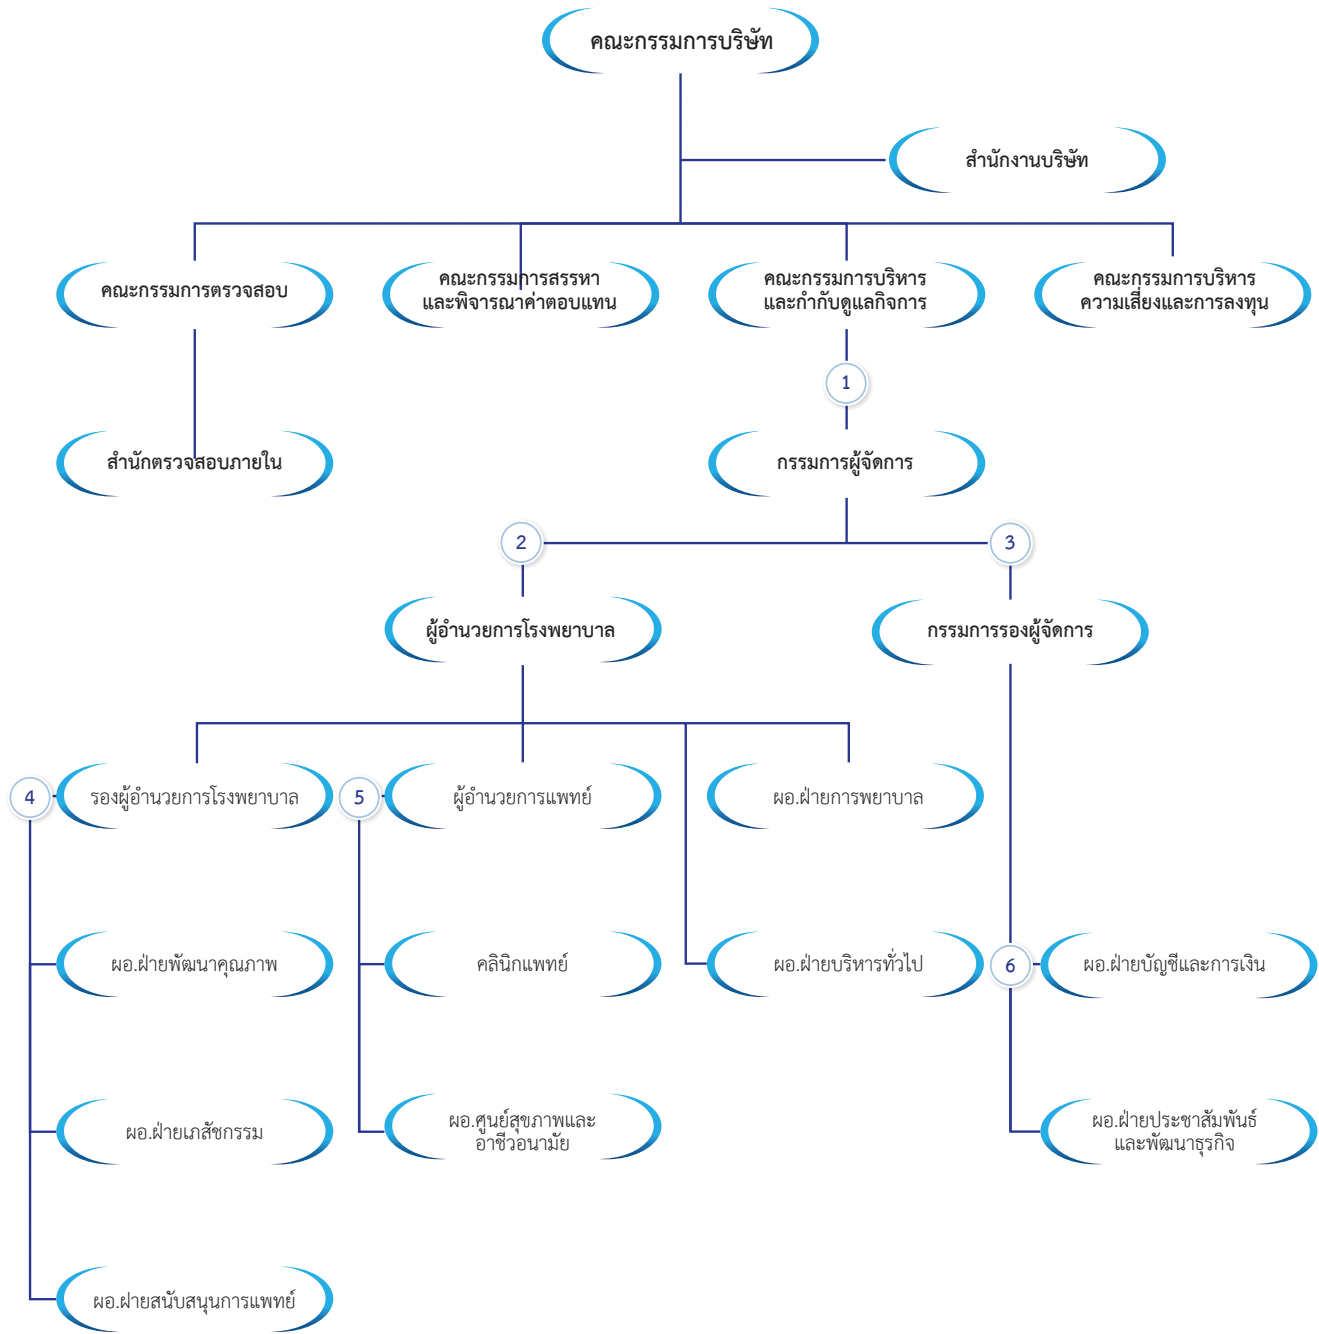 คณะกรรมการบริษัท
สำนักงานบริษัท
คณะกรรมการตรวจสอบ
คณะกรรมการสรรหา
และพิจารณาค่าตอบแทน
คณะกรรมการบริหาร
และกำกับดูแลกิจการ
คณะกรรมการบริหาร
ความเสี่ยงและการลงทุน
1
สำนักตรวจสอบภายใน
กรรมการผู้จัดการ
2
3
ผู้อำนวยการโรงพยาบาล
กรรมการรองผู้จัดการ
4
รองผู้อำนวยการโรงพยาบาล
5
ผู้อำนวยการแพทย์
ผอ.ฝ่ายการพยาบาล
ผอ.ฝ่ายพัฒนาคุณภาพ
คลินิกแพทย์
ผอ.ฝ่ายบริหารทั่วไป
6
ผอ.ฝ่ายบัญชีและการเงิน
ผอ.ฝ่ายเภสัชกรรม
ผอ.ศูนย์สุขภาพและ
อาชีวอนามัย
ผอ.ฝ่ายประชาสัมพันธ์
และพัฒนาธุรกิจ
ผอ.ฝายสนับสนุนการแพทย์